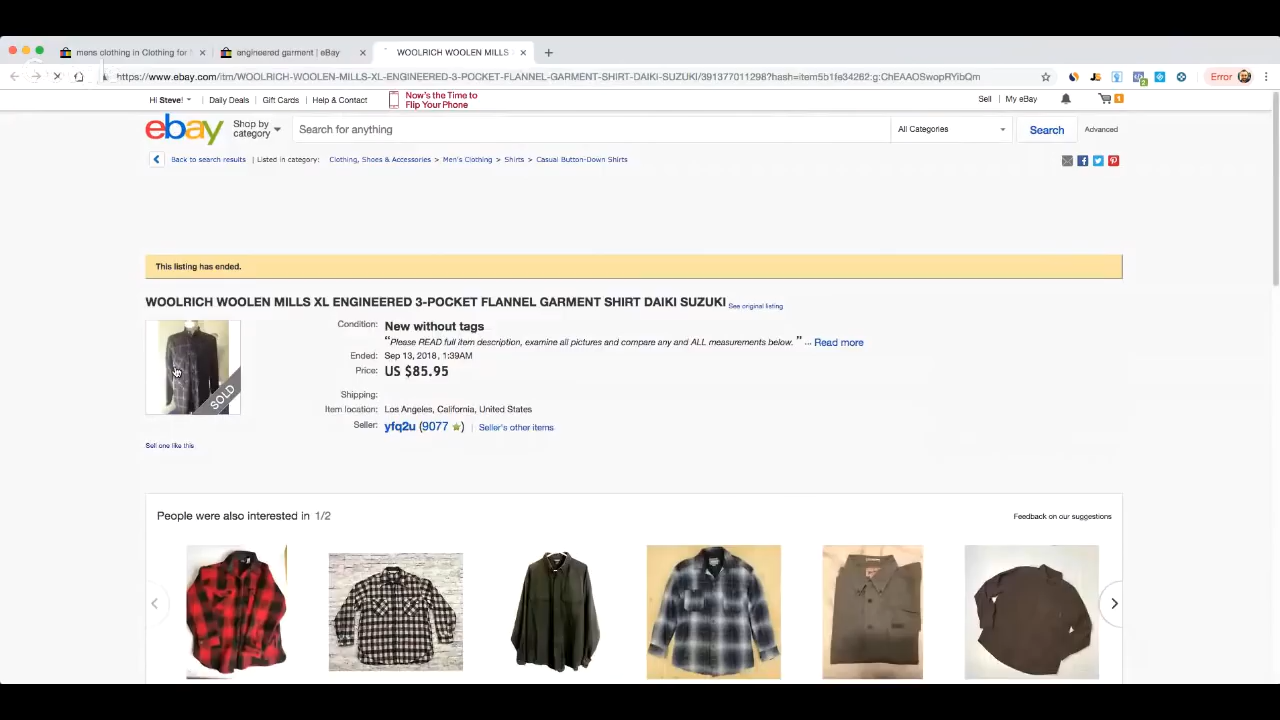 mens clothing in Clothing for
engineered garment | eBay
WOOLRICH WOOLEN MILLS
https://www.ebay.com/itm/WOOLRICH-WOOLEN-MILLS-XL-ENGINEERED-3-POCKET-FLANNEL-GARMENT-SHIRT-DAIKI-SUZUKI/391377011298?hash=item5b1fe34262:g:ChEAAOSwopRYibQm
Error
Hi Steve!
Daily Deals
Gift Cards
Help & Contact
Now's the Time to
Flip Your Phone
Sell
My eBay
ebay
Shop by
category
Search for anything
All Categories
Search
Advanced
Back to search results | Listed in category: Clothing, Shoes & Accessories > Men's Clothing > Shirts > Casual Button-Down Shirts
This listing has ended.
WOOLRICH WOOLEN MILLS XL ENGINEERED 3-POCKET FLANNEL GARMENT SHIRT DAIKI SUZUKI See original listing
SOLD
Sell one like this
Condition: New without tags
“Please READ full item description, examine all pictures and compare any and ALL measurements below. ” ... Read more
Ended: Sep 13, 2018, 1:39AM
Price: US $85.95
Shipping:
Item location: Los Angeles, California, United States
Seller: yfq2u (9077 ) | Seller's other items
People were also interested in 1/2
Feedback on our suggestions